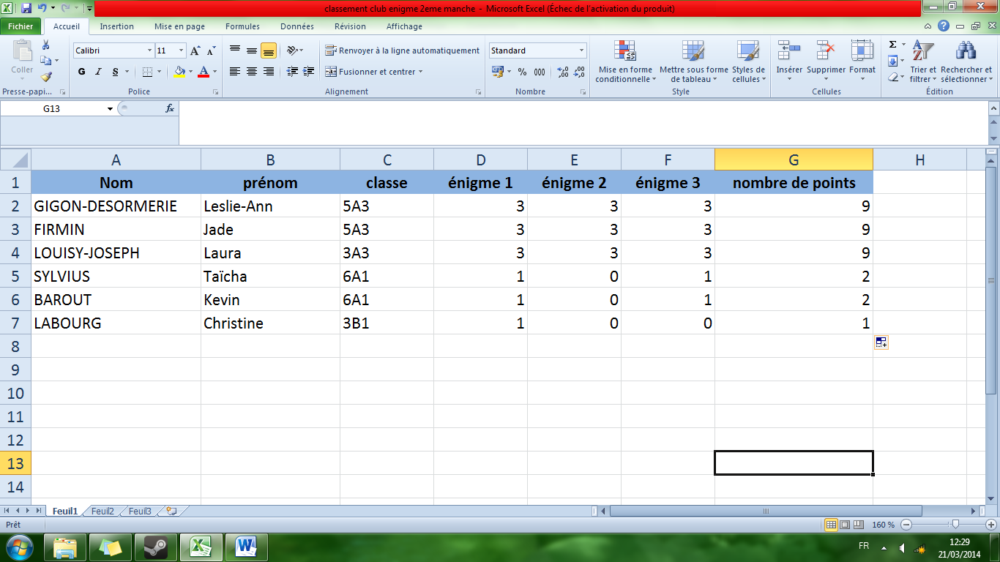 classement club enigme 2eme manche - Microsoft Excel (Échec de l'activation du produit)
Fichier Accueil Insertion Mise en page Formules Données Révision Affichage
Coller
Presse-papi...
Calibri 11
G I S A
Police
Renvoyer à la ligne automatiquement
Fusionner et centrer
Alignement
Standard
% 000
Nombre
Mise en forme conditionnelle
Mettre sous forme de tableau
Styles de cellules
Style
Insérer Supprimer Format
Cellules
Σ
Trier et filtrer
Rechercher et sélectionner
Édition
G13 fx
A B C D E F G H
1 Nom prénom classe énigme 1 énigme 2 énigme 3 nombre de points
2 GIGON-DESORMERIE Leslie-Ann 5A3 3 3 3 9
3 FIRMIN Jade 5A3 3 3 3 9
4 LOUISY-JOSEPH Laura 3A3 3 3 3 9
5 SYLVIUS Taïcha 6A1 1 0 1 2
6 BAROUT Kevin 6A1 1 0 1 2
7 LABOURG Christine 3B1 1 0 0 1
8
9
10
11
12
13
14
Feuil1 Feuil2 Feuil3
Prêt 160 %
FR 12:29
21/03/2014